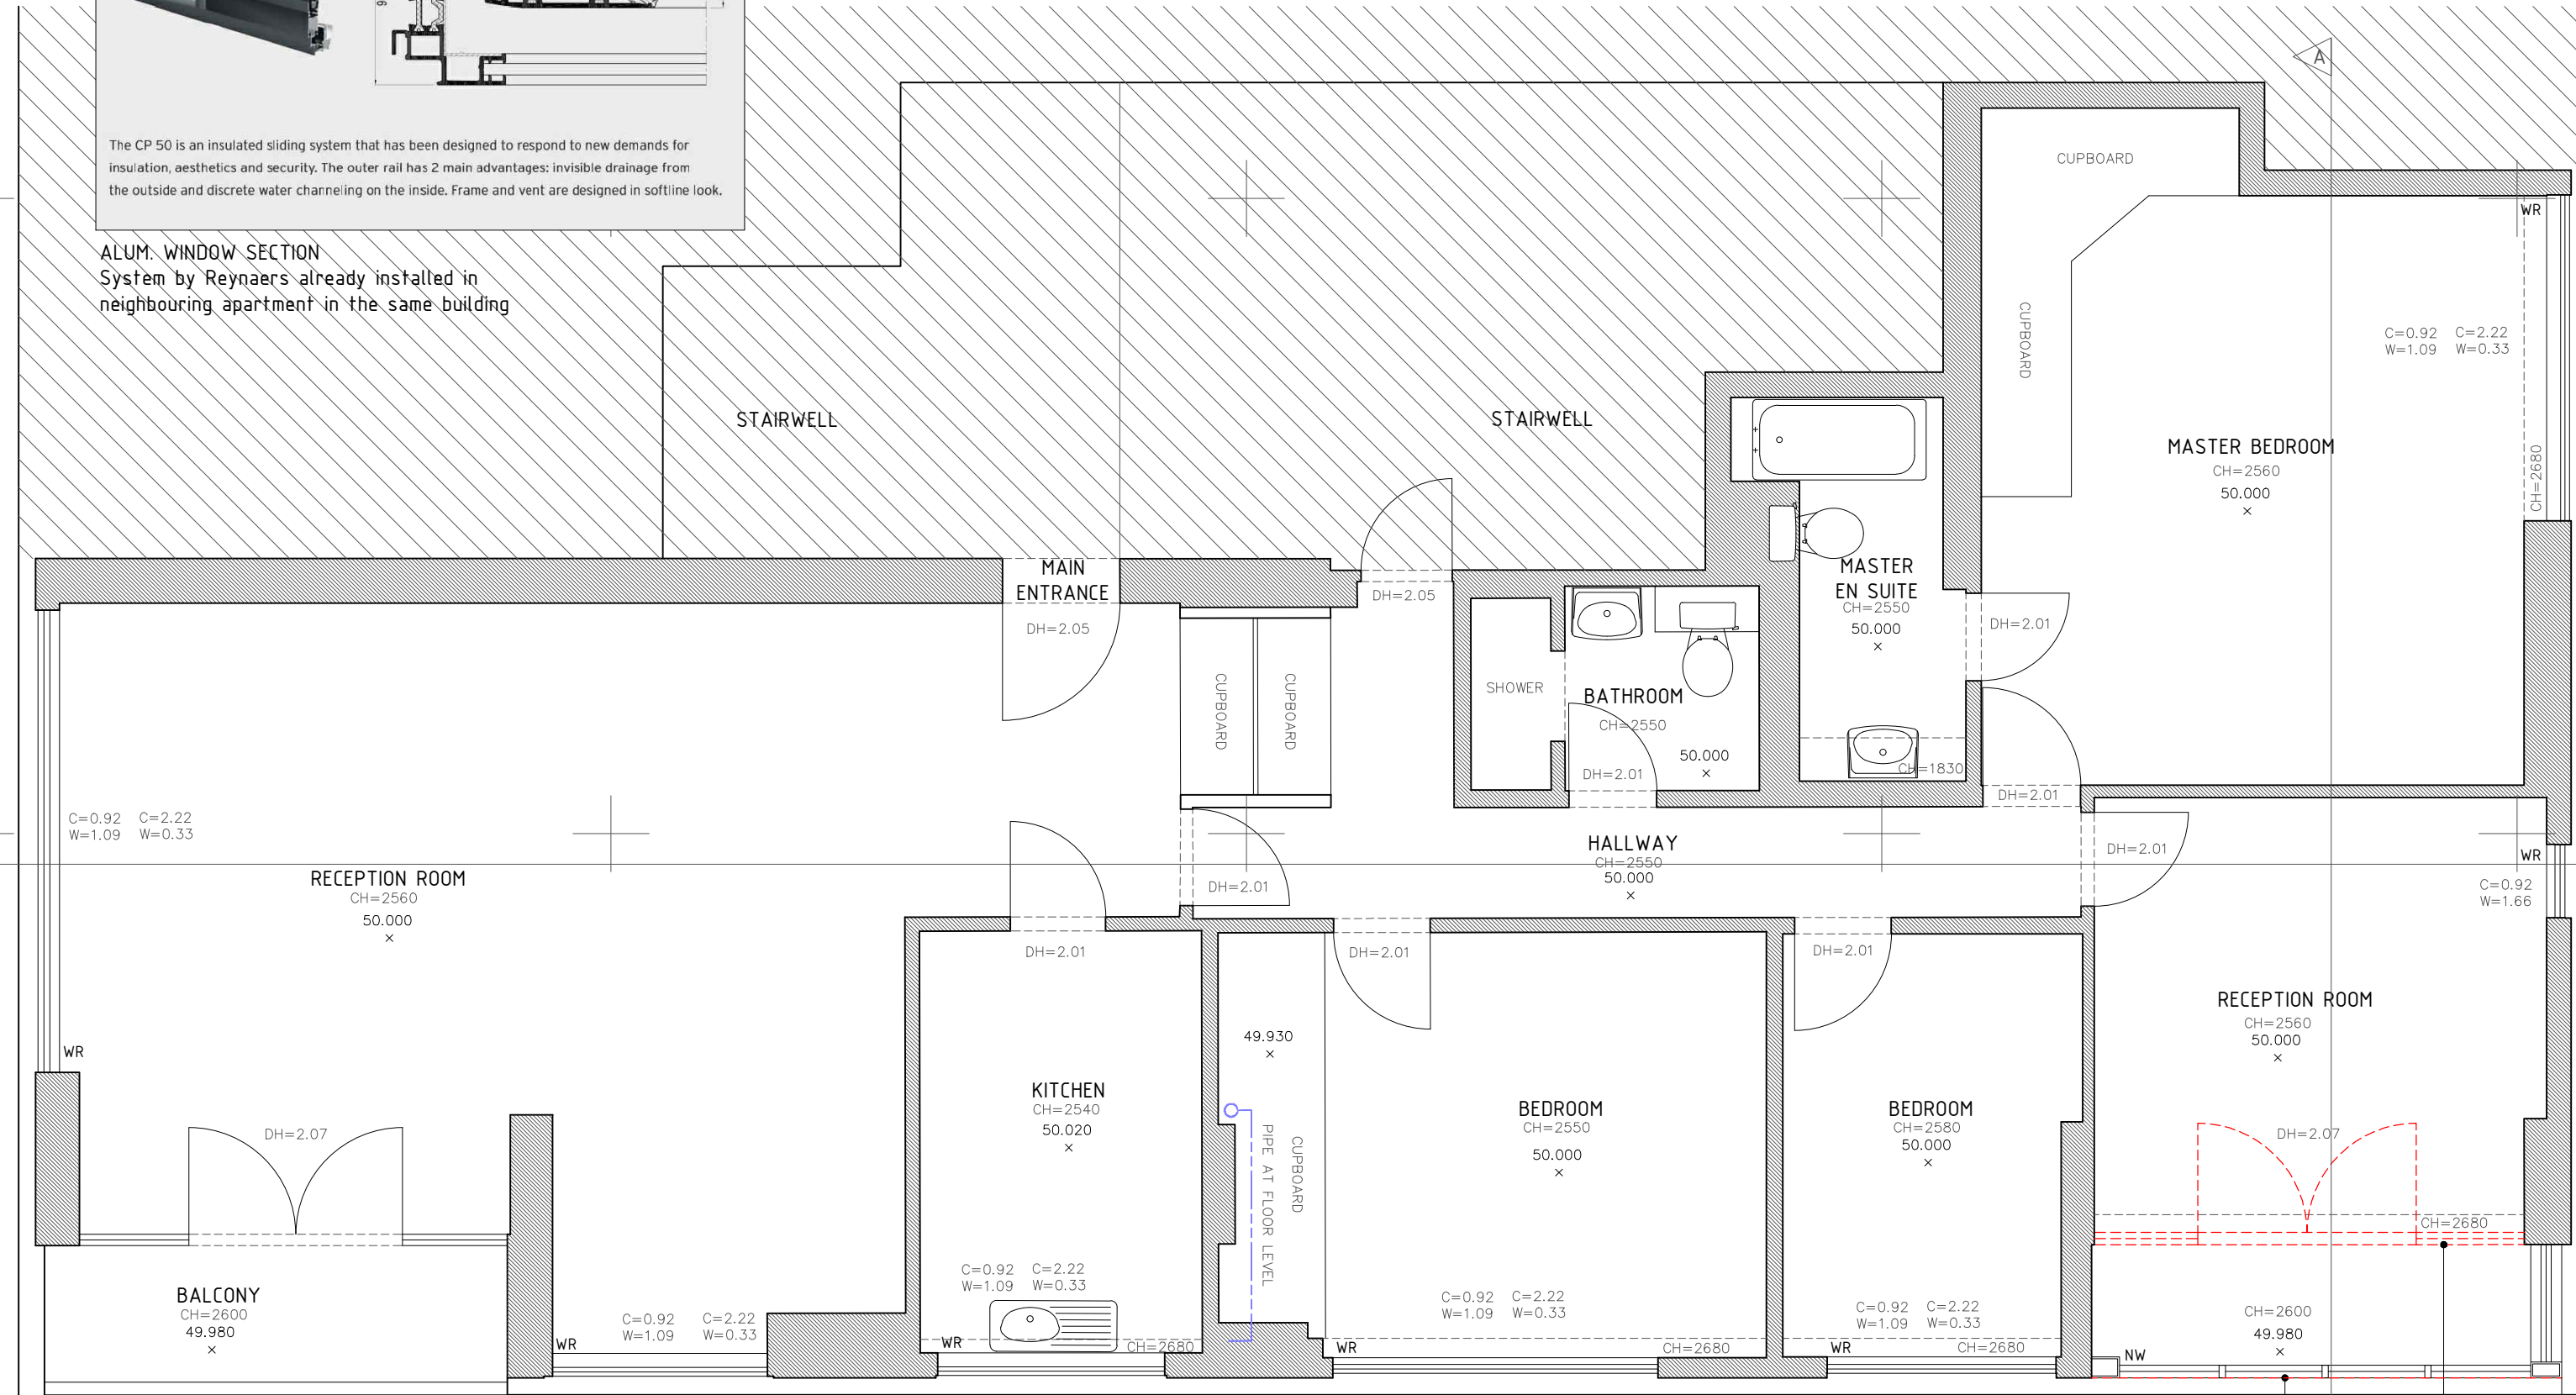 The CP 50 is an insulated sliding system that has been designed to respond to new demands for
insulation, aesthetics and security. The outer rail has 2 main advantages: invisible drainage from
the outside and discrete water channeling on the inside. Frame and vent are designed in softline look.
ALUM. WINDOW SECTION
System by Reynaers already installed in
neighbouring apartment in the same building
A
CUPBOARD
WR
CUPBOARD
C=0.92 C=2.22
W=1.09 W=0.33
STAIRWELL
STAIRWELL
MASTER BEDROOM
CH=2560
50.000
CH=2680
MAIN
ENTRANCE
DH=2.05
DH=2.05
MASTER
EN SUITE
CH=2550
50.000
DH=2.01
CUPBOARD
CUPBOARD
SHOWER
BATHROOM
CH=2550
50.000
DH=2.01
CH=1830
DH=2.01
C=0.92 C=2.22
W=1.09 W=0.33
RECEPTION ROOM
CH=2560
50.000
HALLWAY
CH=2550
50.000
DH=2.01
DH=2.01
WR
C=0.92
W=1.66
DH=2.01
DH=2.01
DH=2.01
WR
49.930
KITCHEN
CH=2540
50.020
PIPE AT FLOOR LEVEL
CUPBOARD
BEDROOM
CH=2550
50.000
BEDROOM
CH=2580
50.000
RECEPTION ROOM
CH=2560
50.000
DH=2.07
DH=2.07
CH=2680
BALCONY
CH=2600
49.980
C=0.92 C=2.22
W=1.09 W=0.33
WR
C=0.92 C=2.22
W=1.09 W=0.33
WR
CH=2680
C=0.92 C=2.22
W=1.09 W=0.33
WR
CH=2680
C=0.92 C=2.22
W=1.09 W=0.33
WR
CH=2680
CH=2600
49.980
NW